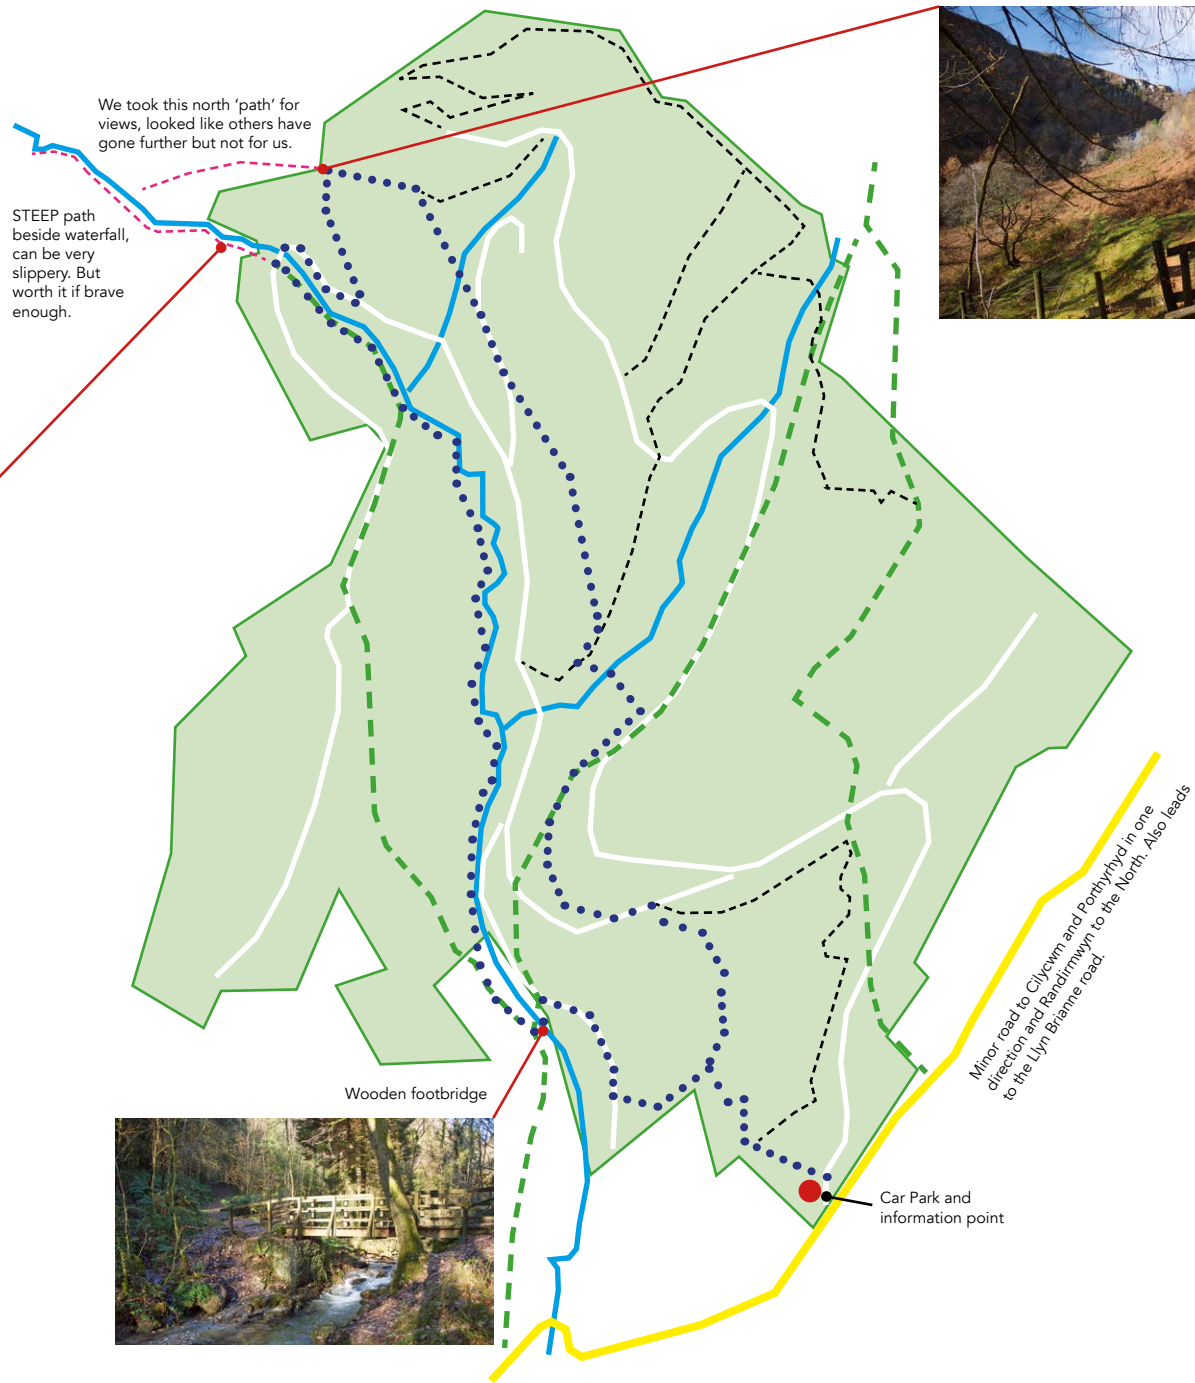 We took this north ‘path’ for
views, looked like others have
gone further but not for us.
STEEP path
beside waterfall,
can be very
slippery. But
worth it if brave
enough.
Minor road to Cilycwm and Porthyrhyd in one
direction and Randirmwyn to the North. Also leads
to the Llyn Brianne road.
Wooden footbridge
Car Park and
information point